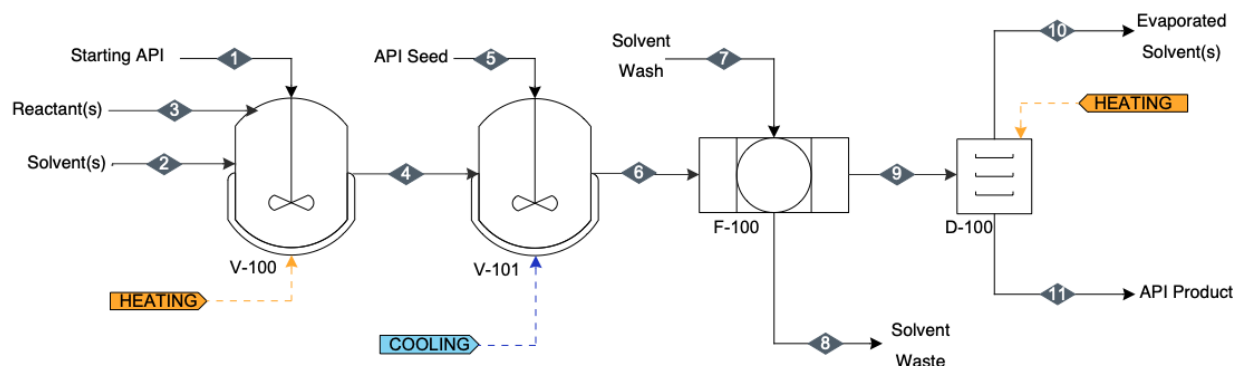 Starting API
1
Reactant(s)
3
Solvent(s)
2
V-100
HEATING
4
API Seed
5
V-101
COOLING
6
Solvent
Wash
7
F-100
8
Solvent
Waste
9
D-100
10
Evaporated
Solvent(s)
HEATING
11
API Product